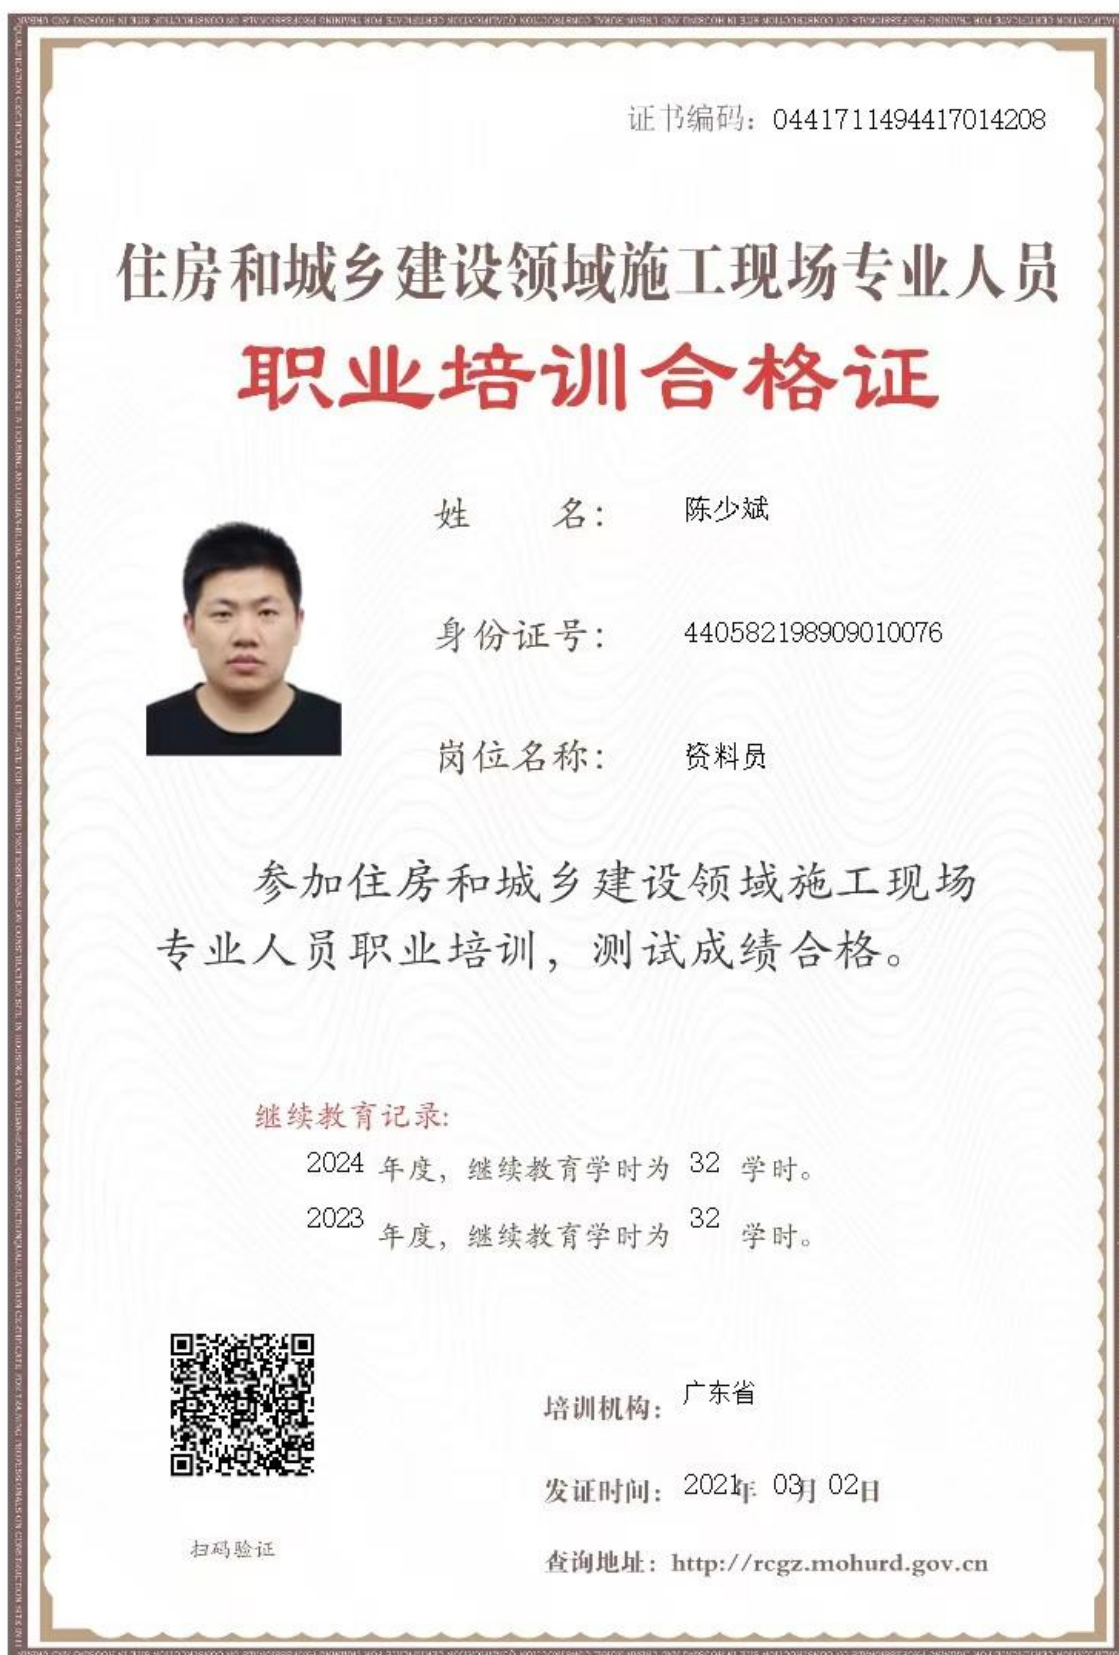 证书编码：0441711494417014208
住房和城乡建设领域施工现场专业人员
职业培训合格证
姓 名： 陈少斌
身份证号： 440582198909010076
岗位名称： 资料员
参加住房和城乡建设领域施工现场
专业人员职业培训，测试成绩合格。
继续教育记录:
2024 年度，继续教育学时为 32 学时。
2023 年度，继续教育学时为 32 学时。
培训机构： 广东省
发证时间： 2021年 03月 02日
扫码验证
查询地址：http://rcgz.mohurd.gov.cn